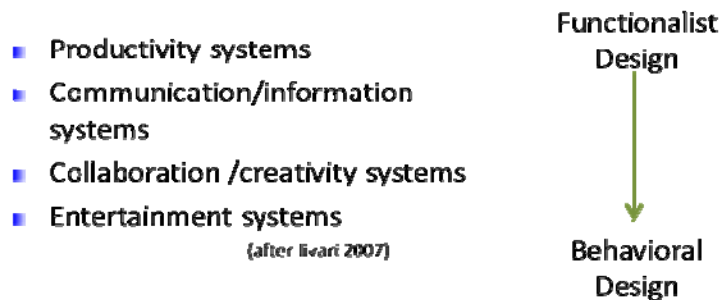 Functionalist
Design
Productivity systems
Communication/information
systems
Collaboration /creativity systems
Entertainment systems
(after Iivari 2007)
Behavioral
Design